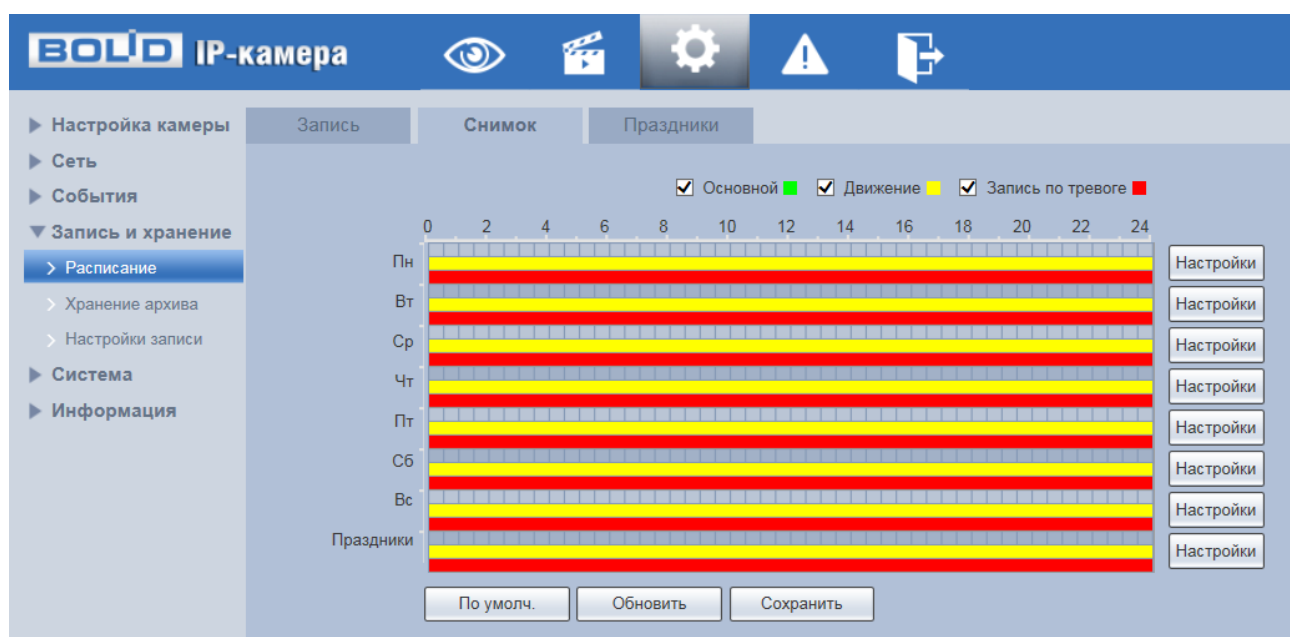 BOLID IP-камера
Настройка камеры
Сеть
События
Запись и хранение
Расписание
Хранение архива
Настройки записи
Система
Информация
Запись Снимок Праздники
Основной Движение Запись по тревоге
0 2 4 6 8 10 12 14 16 18 20 22 24
Пн Настройки
Вт Настройки
Ср Настройки
Чт Настройки
Пт Настройки
Сб Настройки
Вс Настройки
Праздники Настройки
По умолч. Обновить Сохранить